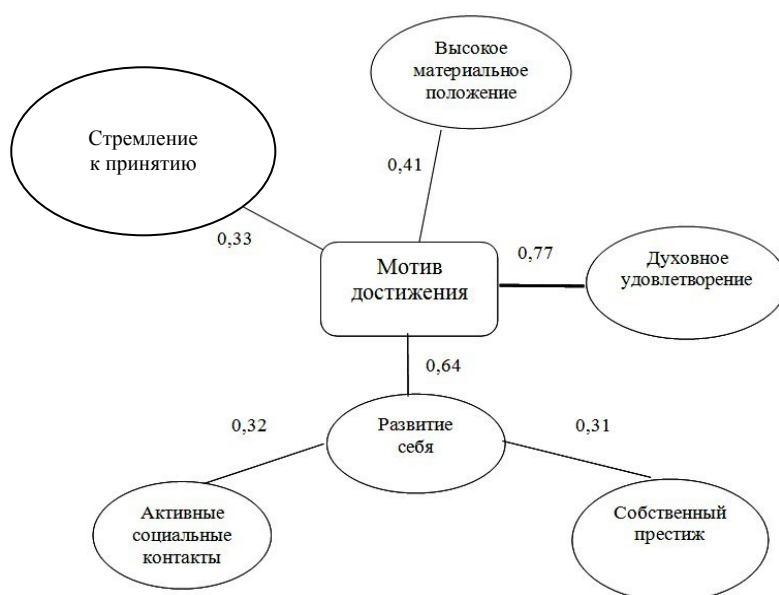 Высокое
материальное
положение
Стремление
к принятию
0,41
0,33
Мотив
достижения
0,77
Духовное
удовлетворение
0,64
0,32
Развитие
себя
0,31
Активные
социальные
контакты
Собственный
престиж